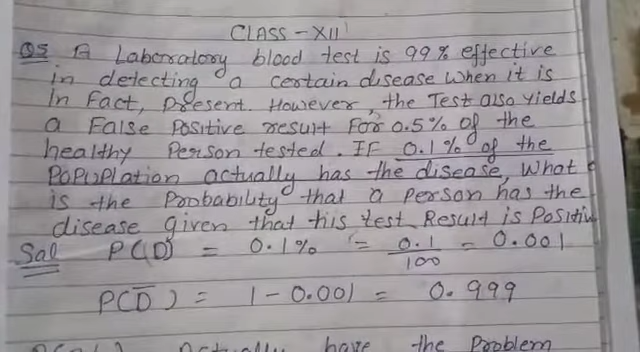 CLASS - XII
Q5 A Laboratory blood test is 99% effective
in detecting a certain disease when it is
in Fact, Present. However, the Test also yields
a False Positive result For 0.5% of the
healthy Person tested. IF 0.1% of the
POPUPlation actually has the disease, What
is the Probability that a Person has the
disease given that his test Result is Positiv
Sol P(D) = 0.1% = 0.1/100 = 0.001
P(D̅) = 1 - 0.001 = 0.999
Actually have the Problem